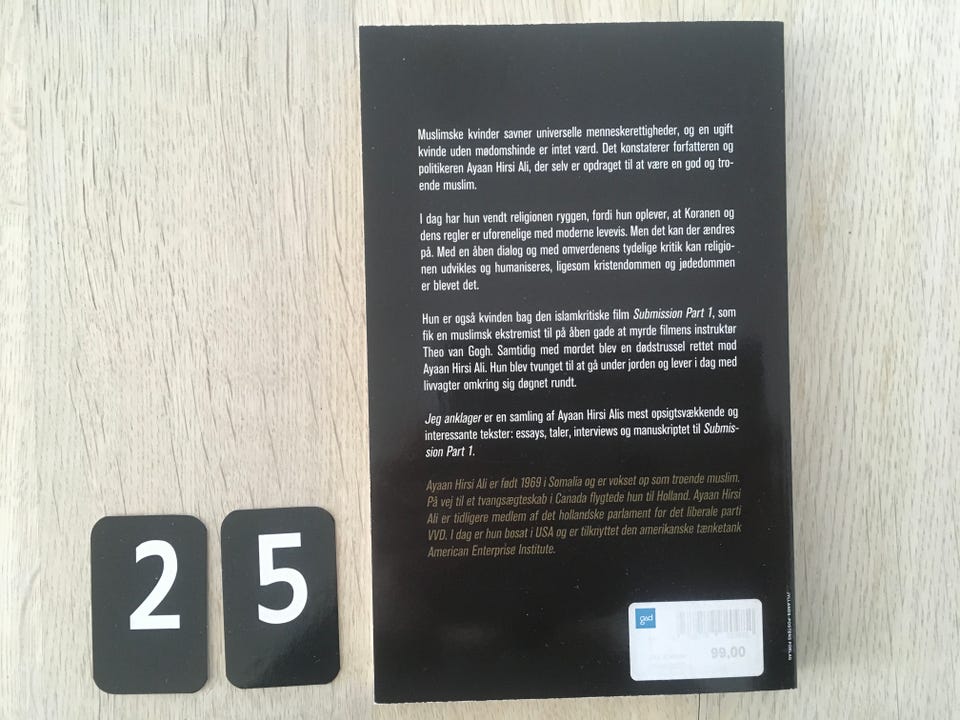 Muslimske kvinder savner universelle menneskerettigheder, og en ugift
kvinde uden mødomshinde er intet værd. Det konstaterer forfatteren og
politikeren Ayaan Hirsi Ali, der selv er opdraget til at være en god og tro-
ende muslim.
I dag har hun vendt religionen ryggen, fordi hun oplever, at Koranen og
dens regler er uforenelige med moderne levevis. Men det kan der ændres
på. Med en åben dialog og med omverdenens tydelige kritik kan religio-
nen udvikles og humaniseres, ligesom kristendommen og jødedommen
er blevet det.
Hun er også kvinden bag den islamkritiske film Submission Part 1, som
fik en muslimsk ekstremist til på åben gade at myrde filmens instruktør
Theo van Gogh. Samtidig med mordet blev en dødstrussel rettet mod
Ayaan Hirsi Ali. Hun blev tvunget til at gå under jorden og lever i dag med
livvagter omkring sig døgnet rundt.
Jeg anklager er en samling af Ayaan Hirsi Alis mest opsigtsvækkende og
interessante tekster: essays, taler, interviews og manuskriptet til Submis-
sion Part 1.
Ayaan Hirsi Ali er født 1969 i Somalia og er vokset op som troende muslim.
På vej til et tvangsægteskab i Canada flygtede hun til Holland. Ayaan Hirsi
Ali er tidligere medlem af det hollandske parlament for det liberale parti
VVD. I dag er hun bosat i USA og er tilknyttet den amerikanske tænketank
American Enterprise Institute.
JYLLANDS-POSTENS FORLAG
gad
99,00
25